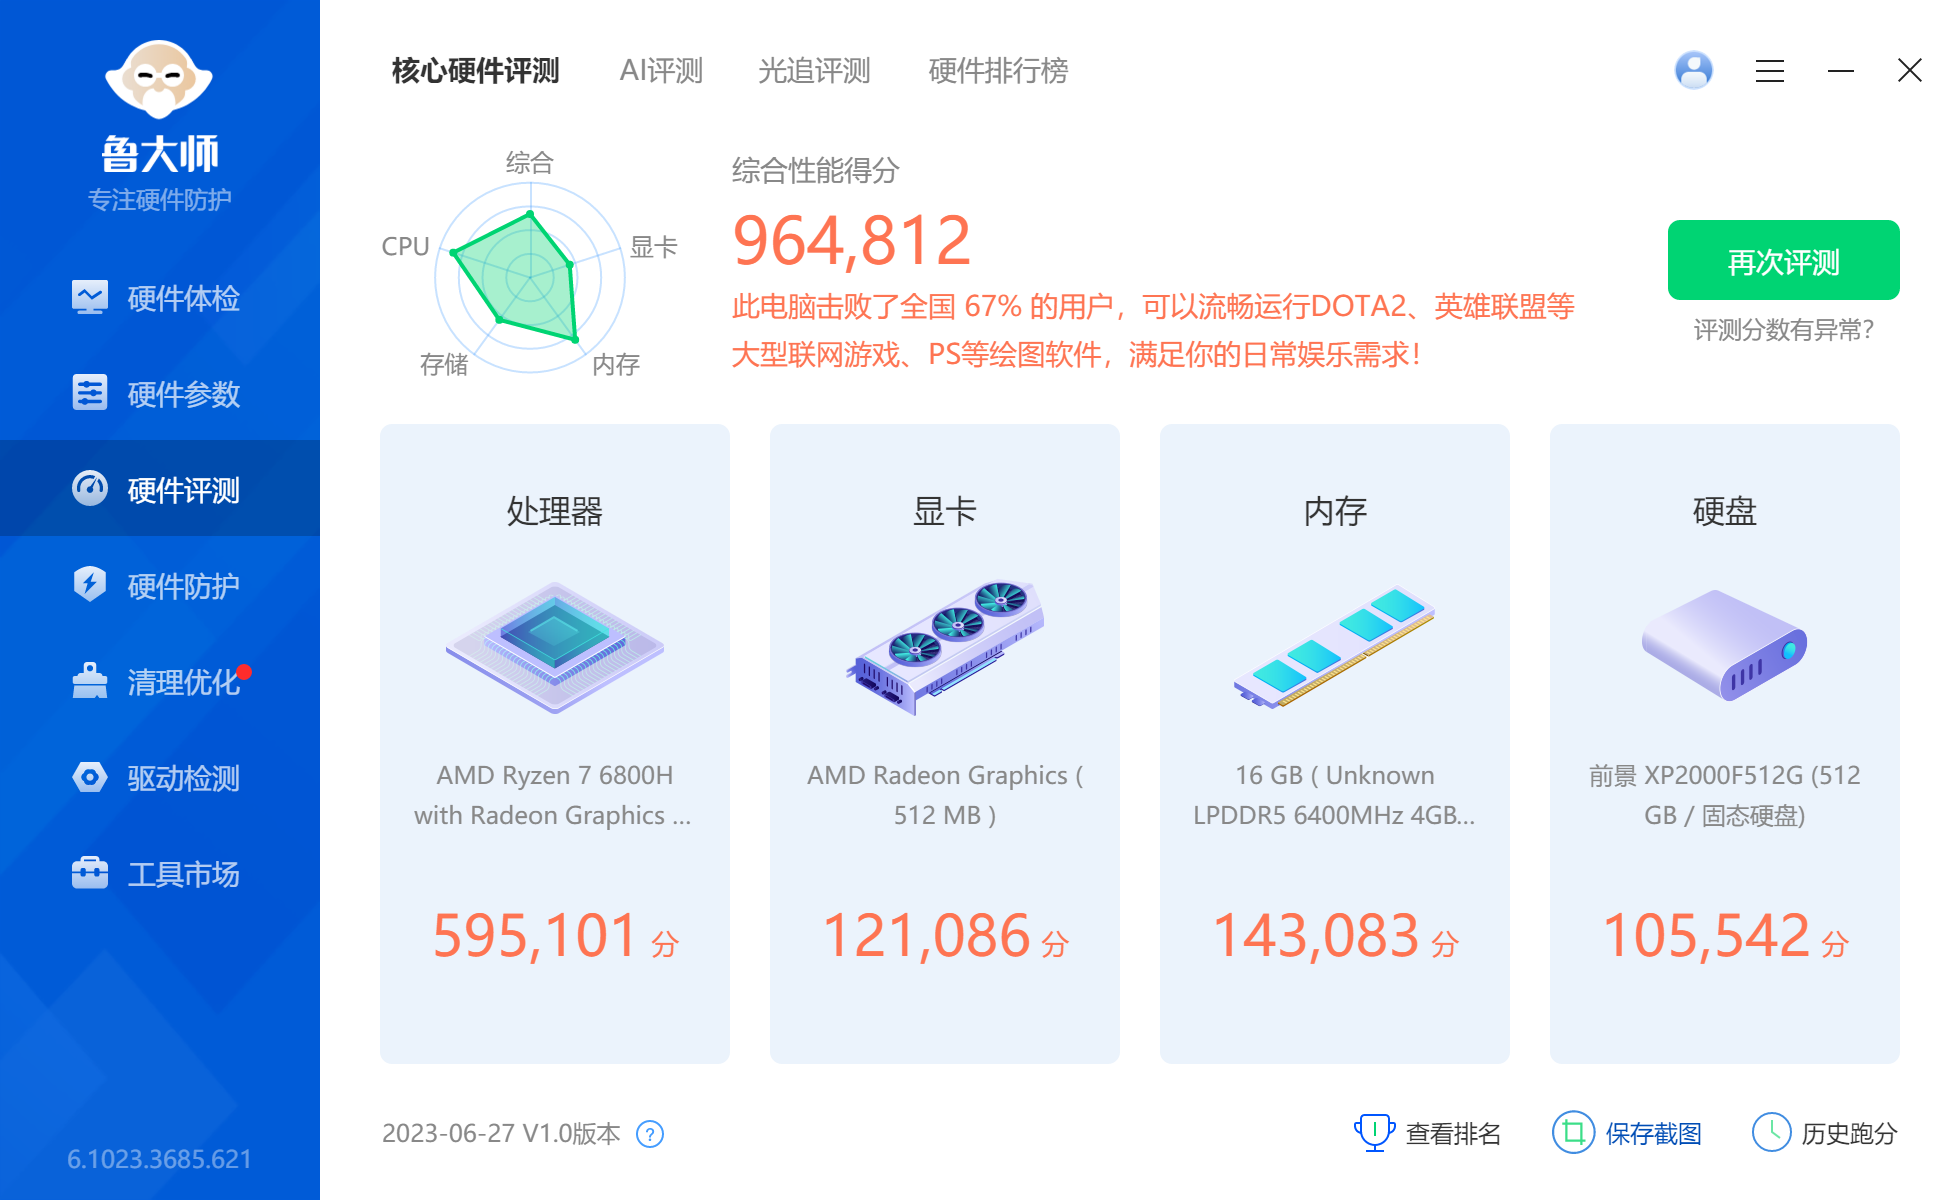 鲁大师
专注硬件防护
硬件体检
硬件参数
硬件评测
硬件防护
清理优化
驱动检测
工具市场
6.1023.3685.621
核心硬件评测 AI评测 光追评测 硬件排行榜
综合
CPU
显卡
存储
内存
综合性能得分
964,812
此电脑击败了全国 67% 的用户，可以流畅运行DOTA2、英雄联盟等
大型联网游戏、PS等绘图软件，满足你的日常娱乐需求！
再次评测
评测分数有异常？
处理器
AMD Ryzen 7 6800H
with Radeon Graphics ...
595,101 分
显卡
AMD Radeon Graphics (
512 MB )
121,086 分
内存
16 GB ( Unknown
LPDDR5 6400MHz 4GB...
143,083 分
硬盘
前景 XP2000F512G (512
GB / 固态硬盘)
105,542 分
2023-06-27 V1.0版本 ?
查看排名
保存截图
历史跑分